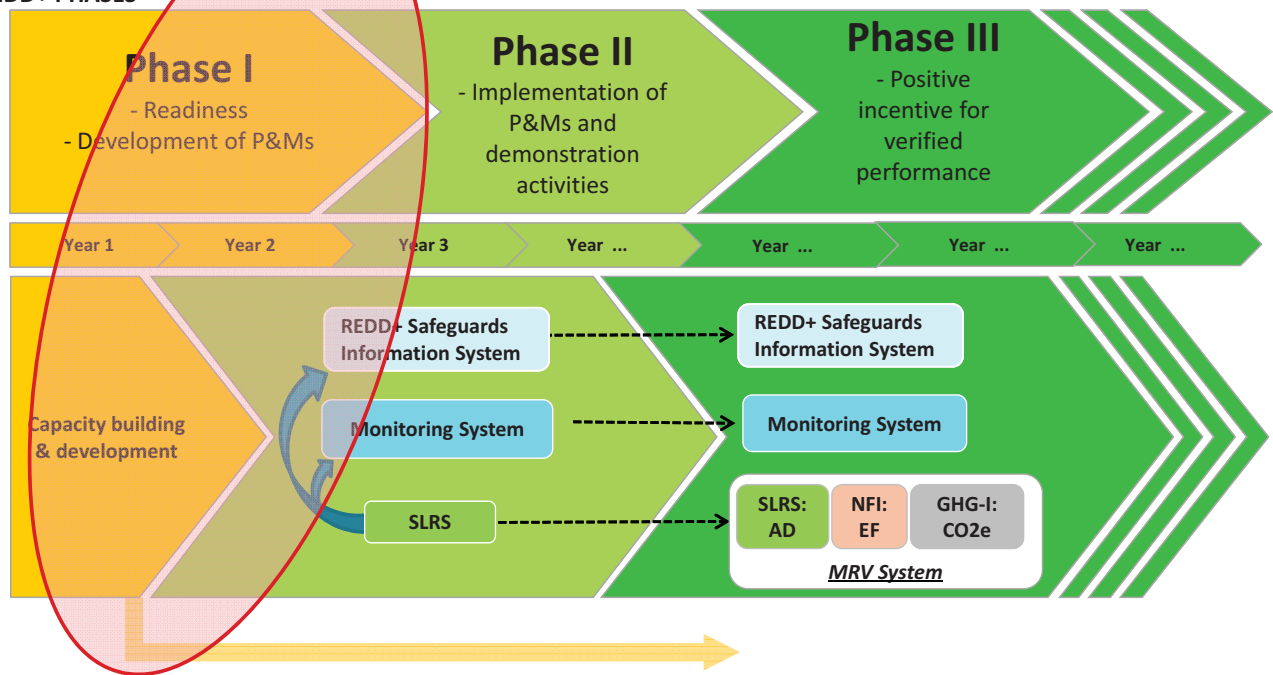 Phase I
- Readiness
- Development of P&Ms
Phase II
- Implementation of
P&Ms and
demonstration
activities
Phase III
- Positive
incentive for
verified
performance
Year 1
Year 2
Year 3
Year ...
Year ...
Year ...
Year ...
Capacity building
& development
REDD+ Safeguards
Information System
Monitoring System
SLRS
REDD+ Safeguards
Information System
Monitoring System
SLRS:
AD
NFI:
EF
GHG-I:
CO2e
MRV System